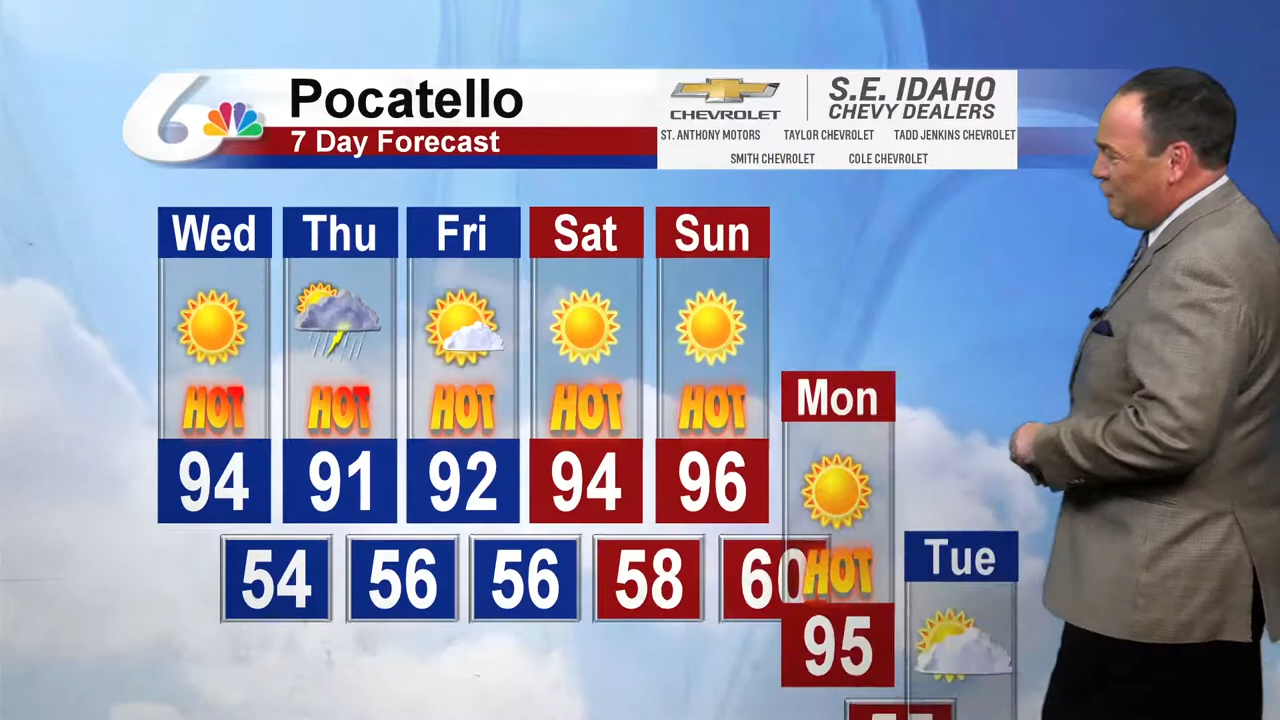 6
Pocatello
7 Day Forecast
CHEVROLET
S.E. IDAHO
CHEVY DEALERS
ST. ANTHONY MOTORS TAYLOR CHEVROLET TADD JENKINS CHEVROLET
SMITH CHEVROLET COLE CHEVROLET
Wed Thu Fri Sat Sun
HOT HOT HOT HOT HOT
94 91 92 94 96
54 56 56 58 60
Mon
HOT
95
Tue